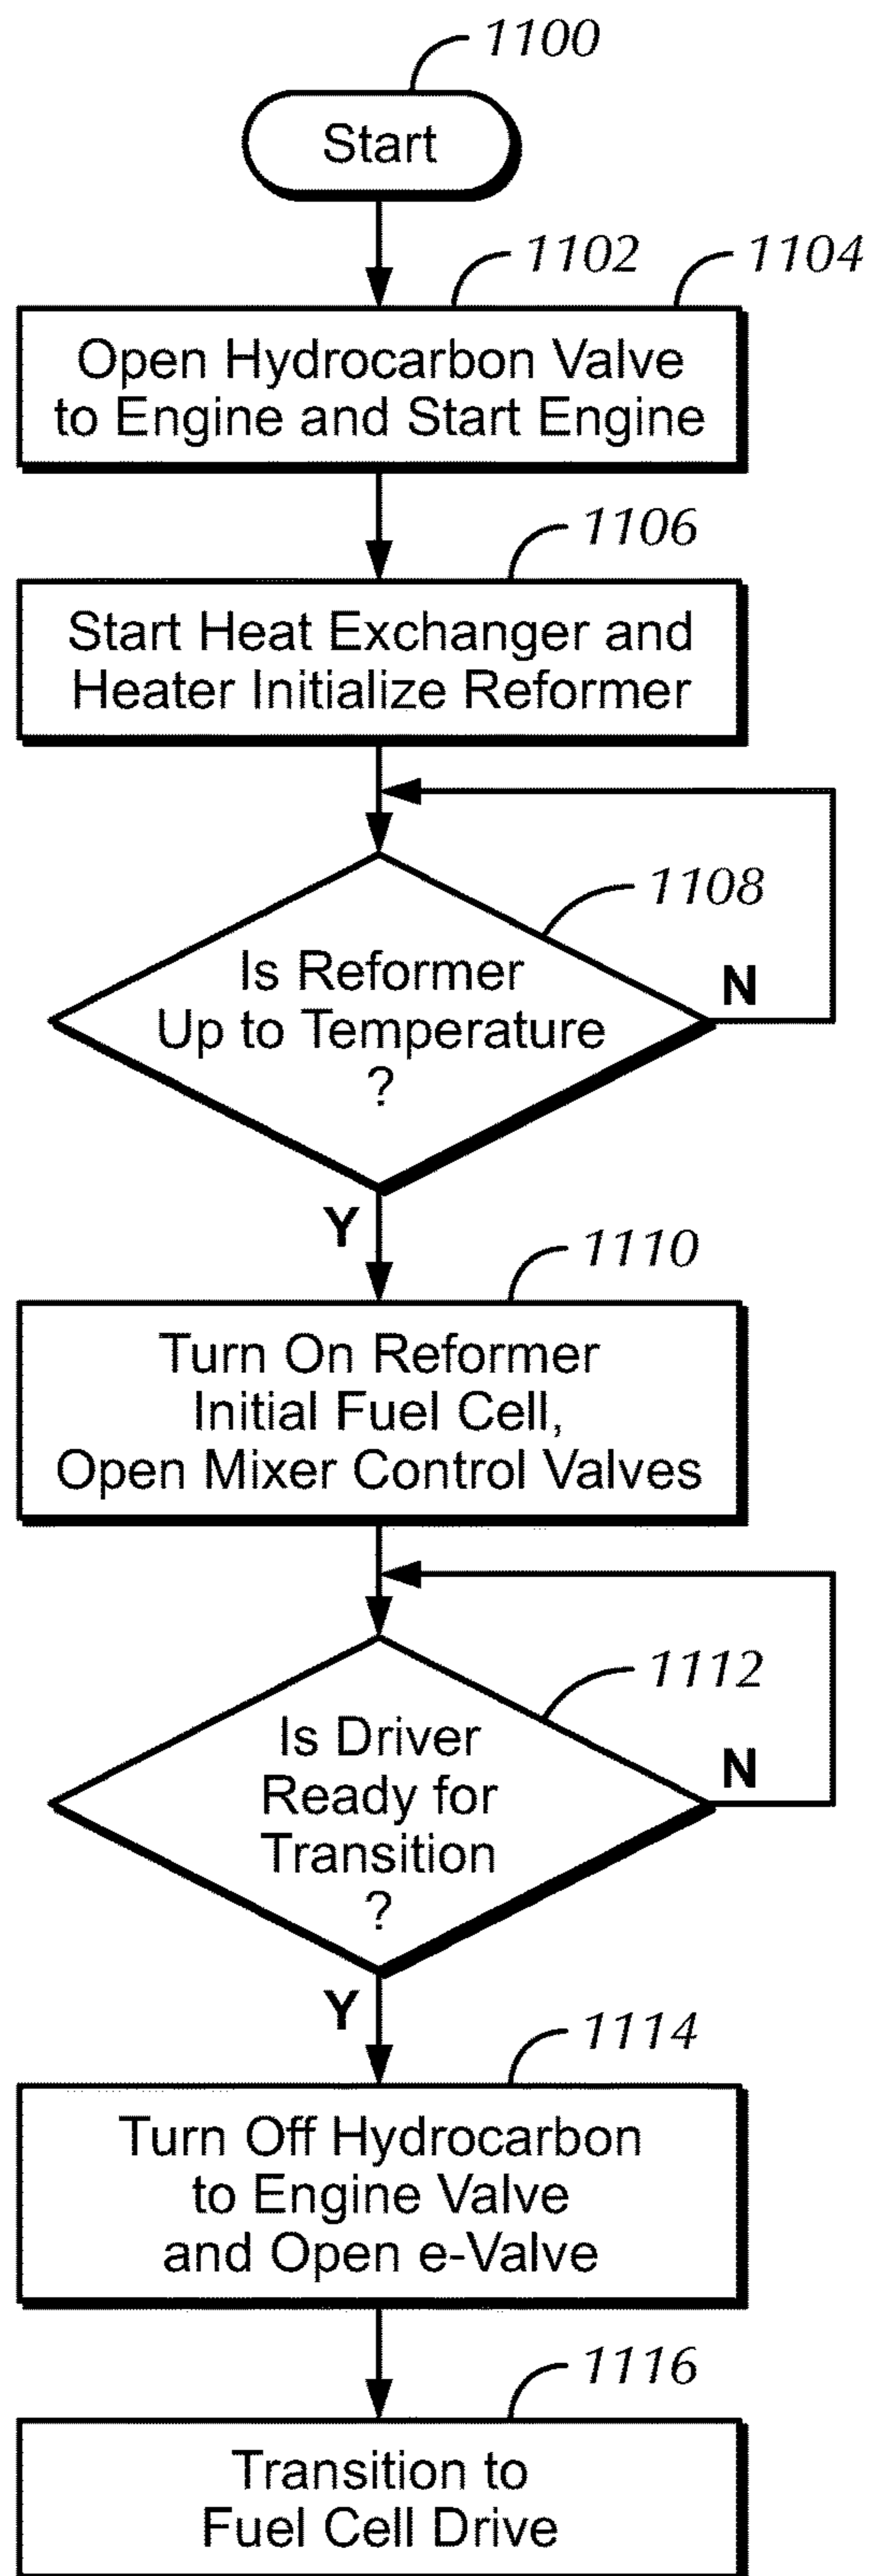 1100
Start
1102
1104
Open Hydrocarbon Valve
to Engine and Start Engine
1106
Start Heat Exchanger and
Heater Initialize Reformer
1108
Is Reformer
Up to Temperature
?
N
Y
1110
Turn On Reformer
Initial Fuel Cell,
Open Mixer Control Valves
1112
Is Driver
Ready for
Transition
?
N
Y
1114
Turn Off Hydrocarbon
to Engine Valve
and Open e-Valve
1116
Transition to
Fuel Cell Drive